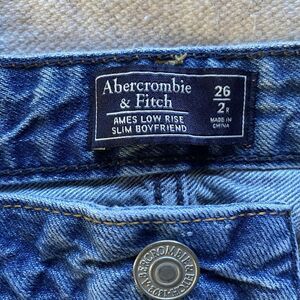 Abercrombie
& Fitch
AMES LOW RISE
SLIM BOYFRIEND
26
2R
MADE IN
CHINA
ABERCROMBIE